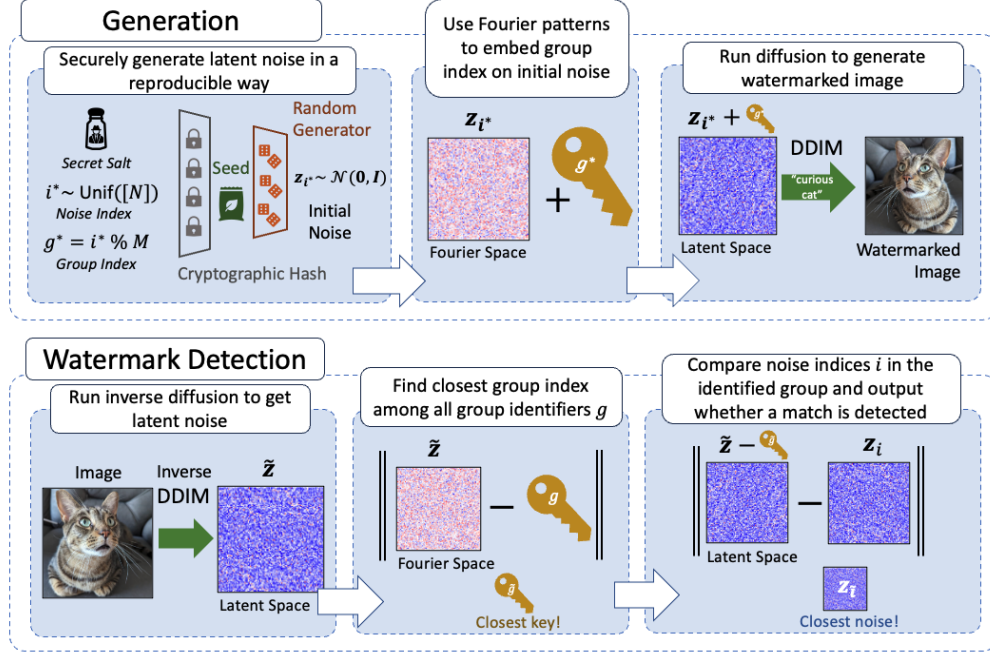 Generation
Securely generate latent noise in a
reproducible way
Secret Salt
i* ~ Unif([N])
Noise Index
g* = i* % M
Group Index
Seed
Cryptographic Hash
Random
Generator
z_{i*} ~ 𝒩(0, I)
Initial
Noise
Use Fourier patterns
to embed group
index on initial noise
z_{i*}
+
g*
Fourier Space
Run diffusion to generate
watermarked image
z_{i*} + g*
Latent Space
DDIM
"curious
cat"
Watermarked
Image
Watermark Detection
Run inverse diffusion to get
latent noise
Image
Inverse
DDIM
z̃
Latent Space
Find closest group index
among all group identifiers g
‖ z̃ − g ‖
Fourier Space
g̃
Closest key!
Compare noise indices i in the
identified group and output
whether a match is detected
‖ z̃ − g̃ − z_i ‖
Latent Space
z_ĩ
Closest noise!